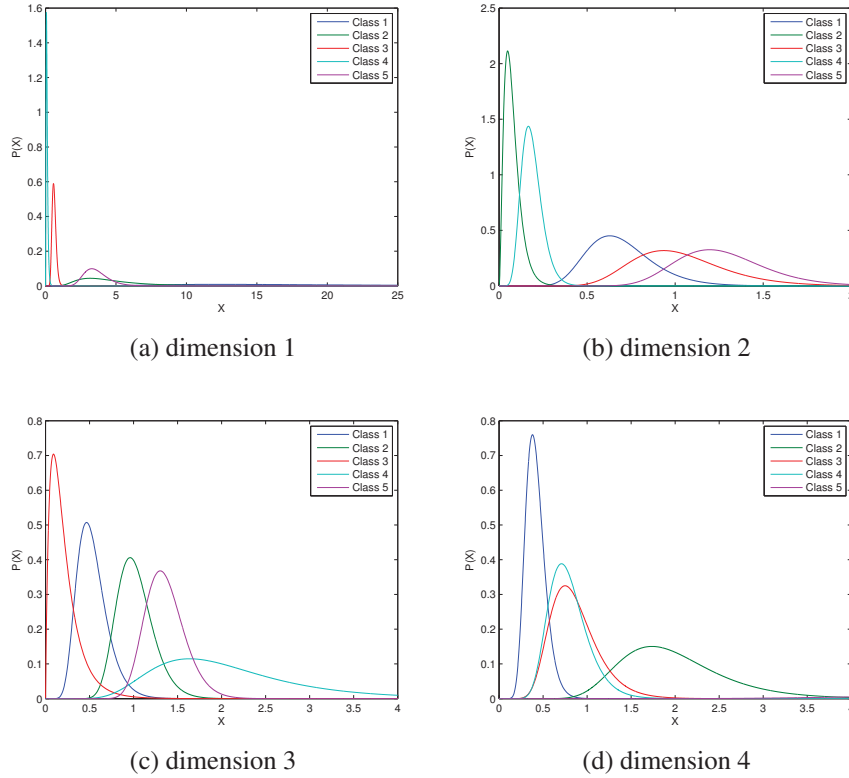 1.6
1.4
1.2
1
0.8
0.6
0.4
0.2
0
0 5 10 15 20 25
X
P(X)
Class 1
Class 2
Class 3
Class 4
Class 5
(a) dimension 1
2.5
2
1.5
1
0.5
0
0 0.5 1 1.5 2
X
P(X)
Class 1
Class 2
Class 3
Class 4
Class 5
(b) dimension 2
0.8
0.7
0.6
0.5
0.4
0.3
0.2
0.1
0
0 0.5 1 1.5 2 2.5 3 3.5 4
X
P(X)
Class 1
Class 2
Class 3
Class 4
Class 5
(c) dimension 3
0.8
0.7
0.6
0.5
0.4
0.3
0.2
0.1
0
0 0.5 1 1.5 2 2.5 3 3.5 4
X
P(X)
Class 1
Class 2
Class 3
Class 4
Class 5
(d) dimension 4